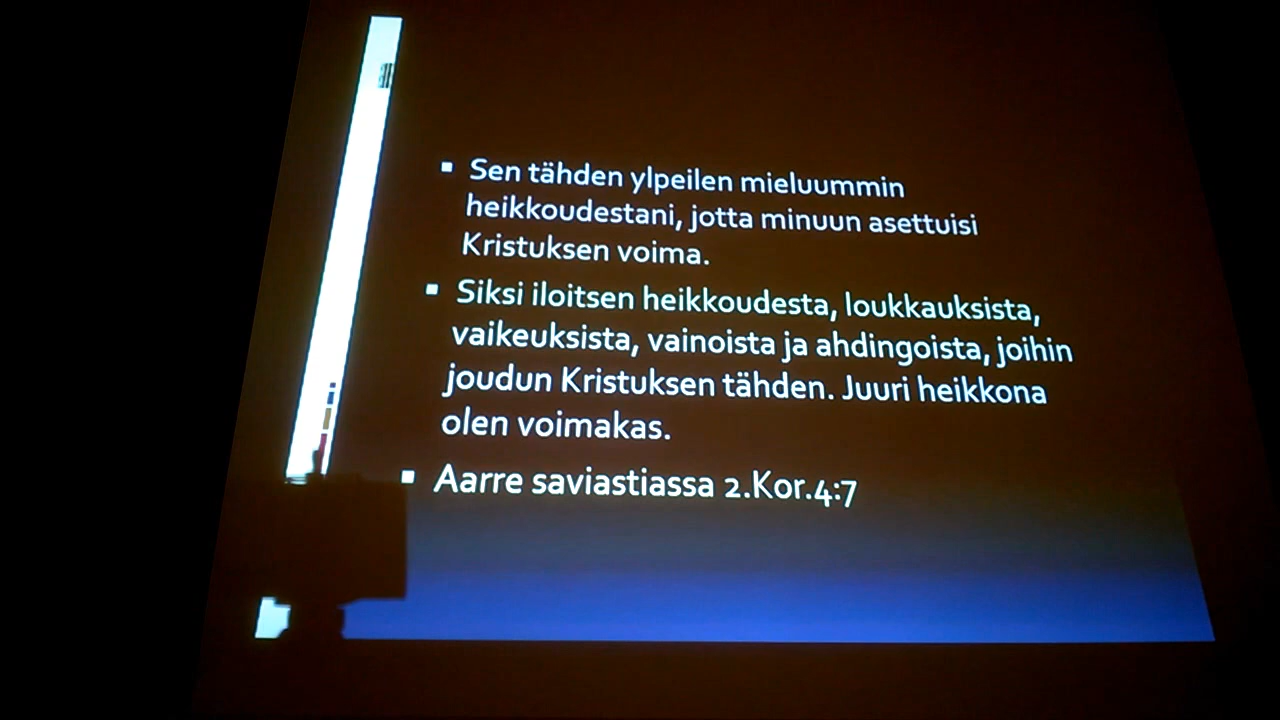 ▪ Sen tähden ylpeilen mieluummin
heikkoudestani, jotta minuun asettuisi
Kristuksen voima.
▪ Siksi iloitsen heikkoudesta, loukkauksista,
vaikeuksista, vainoista ja ahdingoista, joihin
joudun Kristuksen tähden. Juuri heikkona
olen voimakas.
▪ Aarre saviastiassa 2.Kor.4:7